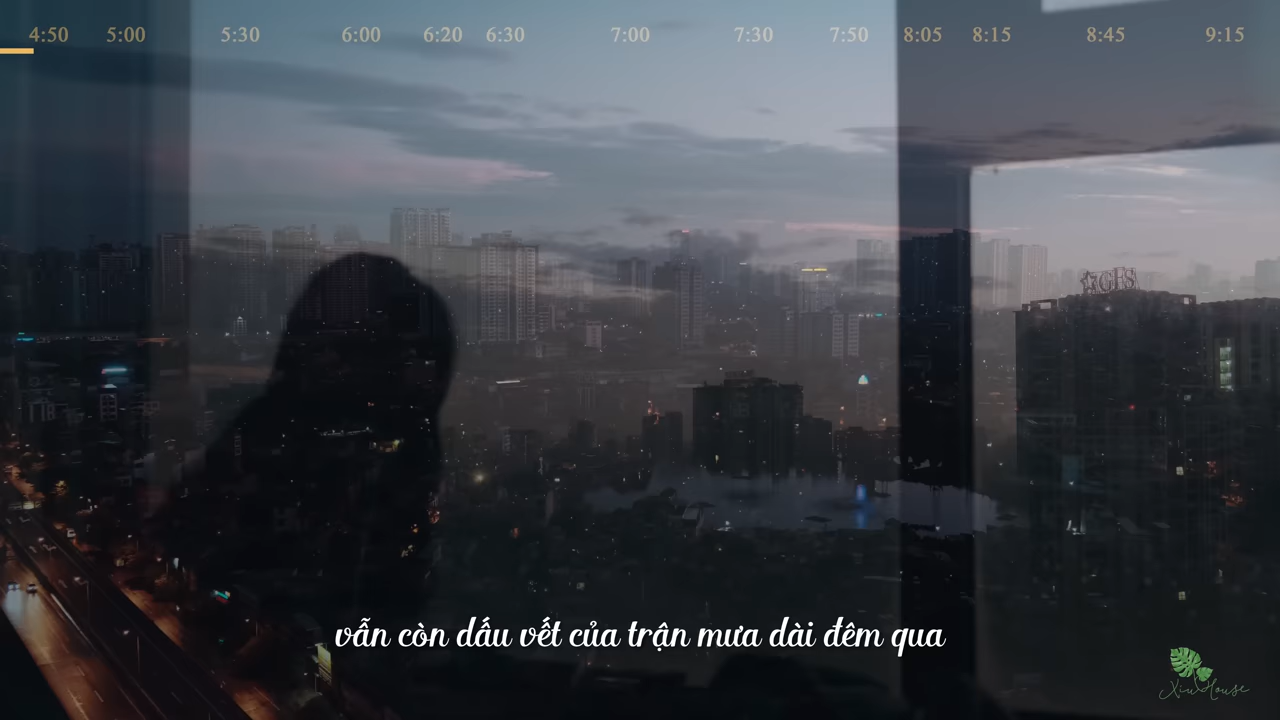 4:50 5:00 5:30 6:00 6:20 6:30 7:00 7:30 7:50 8:05 8:15 8:45 9:15
vẫn còn dấu vết của trận mưa dài đêm qua
XiuHouse